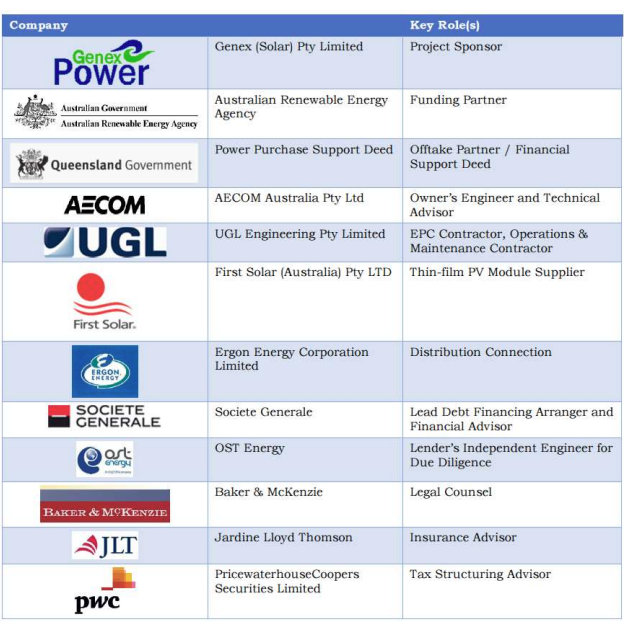 Company Key Role(s)
Genex
Power
Genex (Solar) Pty Limited
Project Sponsor
Australian Government
Australian Renewable Energy Agency
Australian Renewable Energy
Agency
Funding Partner
Queensland Government
Power Purchase Support Deed
Offtake Partner / Financial
Support Deed
AECOM
AECOM Australia Pty Ltd
Owner's Engineer and Technical
Advisor
UGL
UGL Engineering Pty Limited
EPC Contractor, Operations &
Maintenance Contractor
First Solar.
First Solar (Australia) Pty LTD
Thin-film PV Module Supplier
ERGON.
ENERGY
Ergon Energy Corporation
Limited
Distribution Connection
SOCIETE
GENERALE
Societe Generale
Lead Debt Financing Arranger and
Financial Advisor
ost
energy
OST Energy
Lender's Independent Engineer for
Due Diligence
BAKER & MCKENZIE
Baker & McKenzie
Legal Counsel
JLT
Jardine Lloyd Thomson
Insurance Advisor
pwc
PricewaterhouseCoopers
Securities Limited
Tax Structuring Advisor